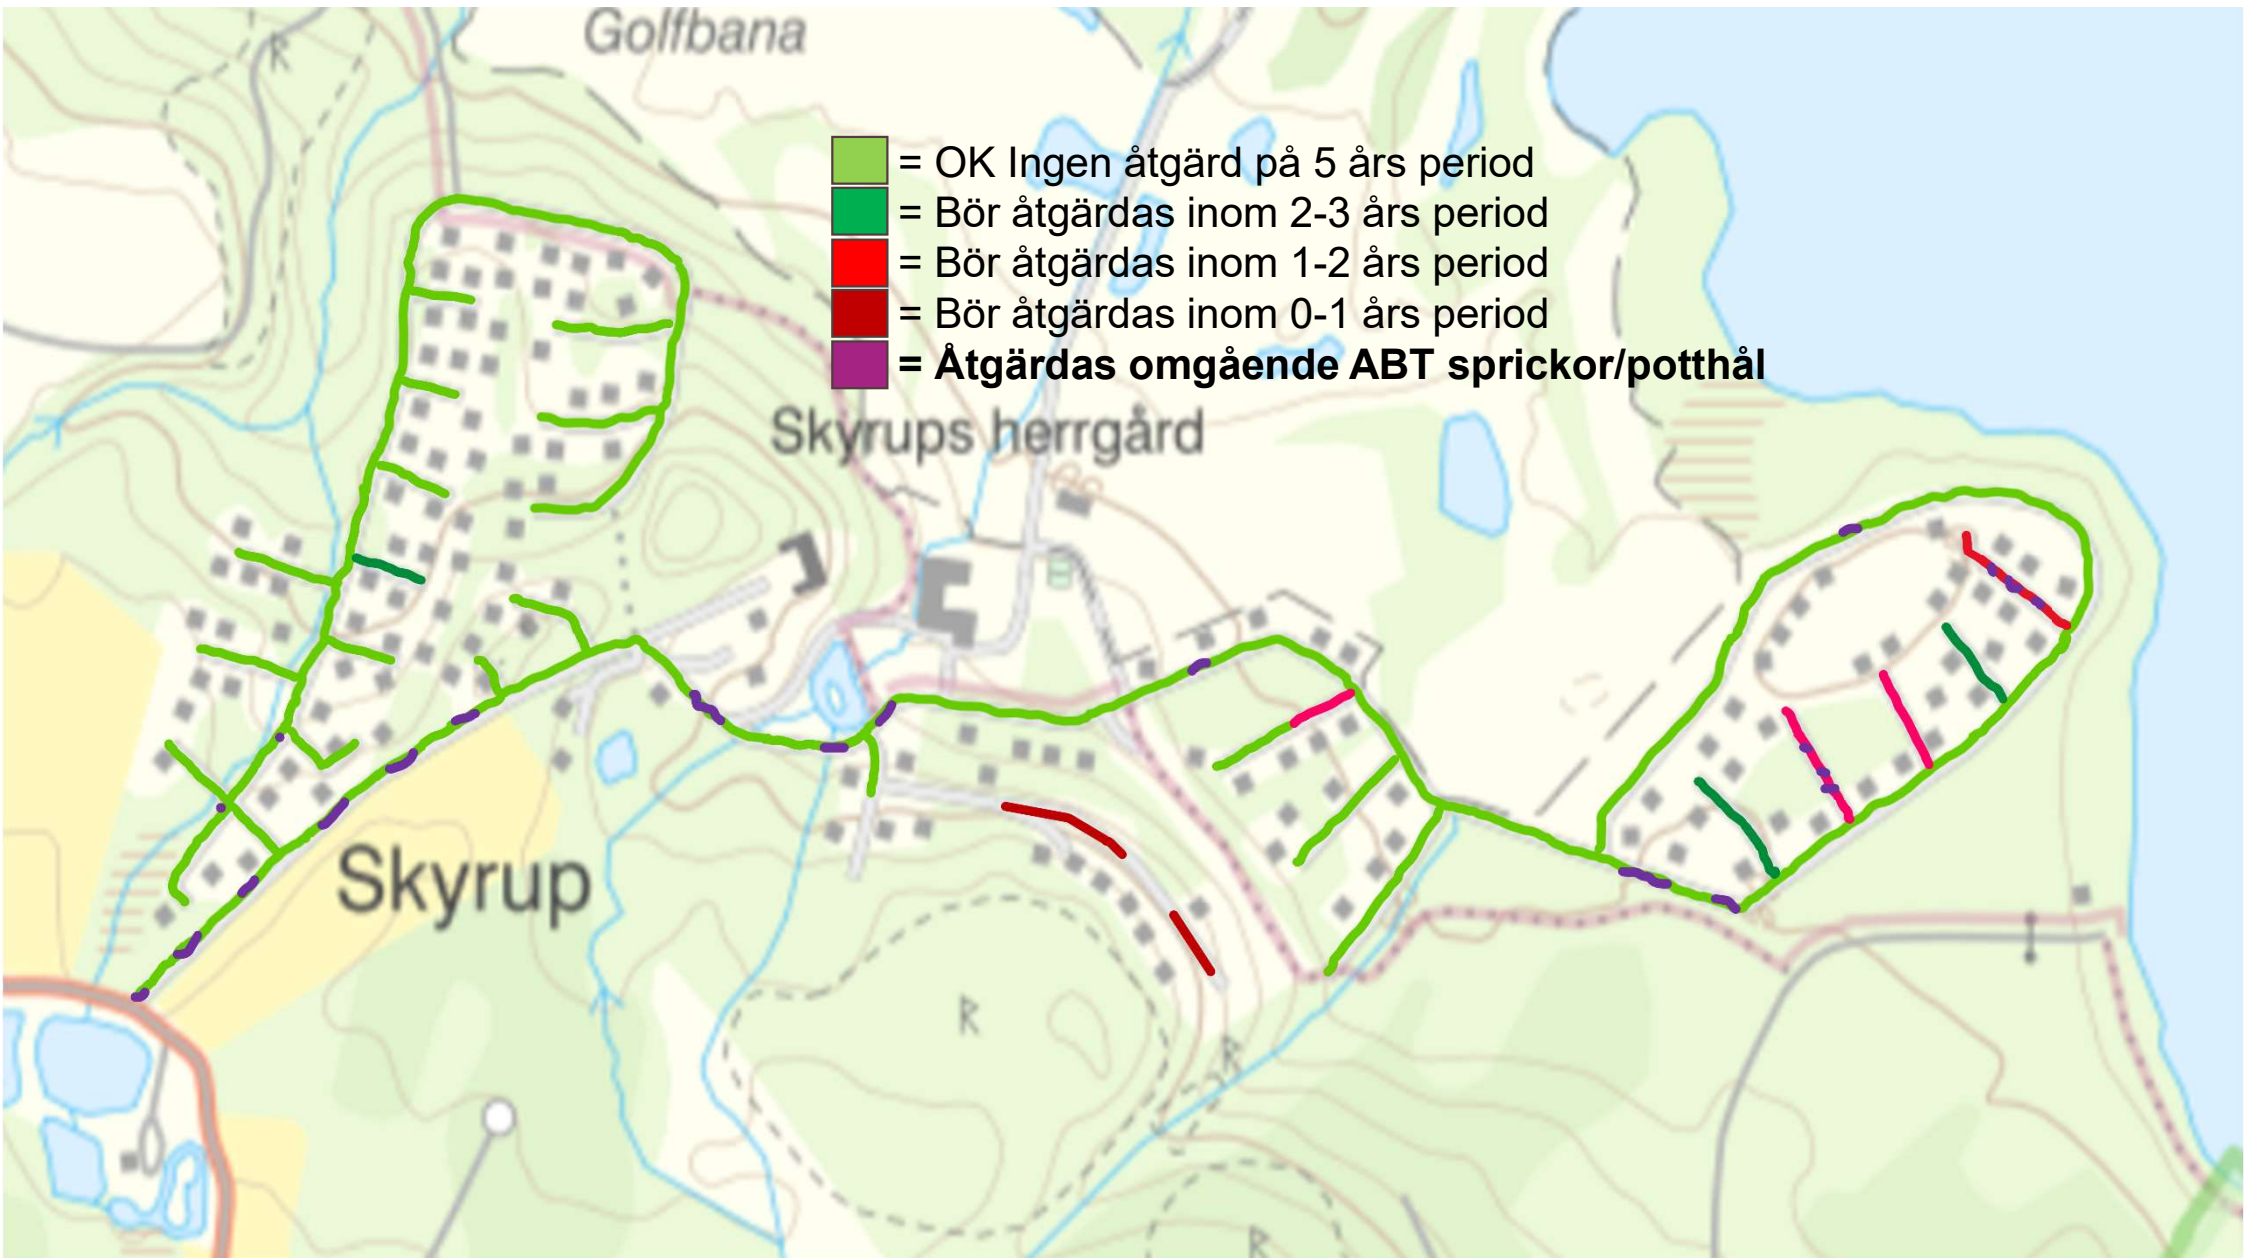 Golfbana
R
= OK Ingen åtgärd på 5 års period
= Bör åtgärdas inom 2-3 års period
= Bör åtgärdas inom 1-2 års period
= Bör åtgärdas inom 0-1 års period
= Åtgärdas omgående ABT sprickor/potthål
Skyrups herrgård
Skyrup
R
R
R